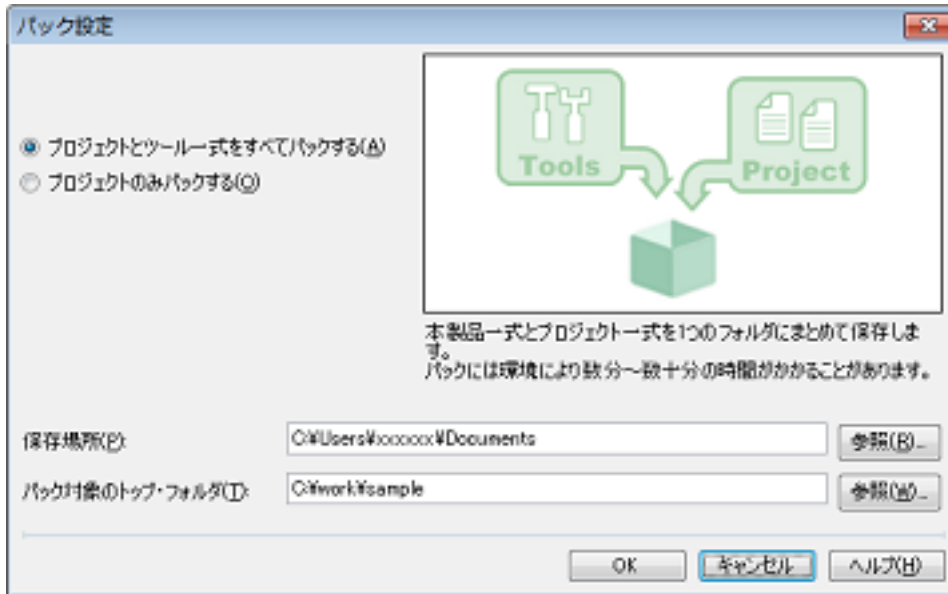 パック設定
プロジェクトとツール一式をすべてパックする(A)
プロジェクトのみパックする(O)
Tools
Project
本製品一式とプロジェクト一式を1つのフォルダにまとめて保存しま
す。
パックには環境により数分～数十分の時間がかかることがあります。
保存場所(P):
C:¥Users¥xxxxxxx¥Documents
参照(R)...
パック対象のトップ・フォルダ(T):
C:¥work¥sample
参照(W)...
OK
キャンセル
ヘルプ(H)